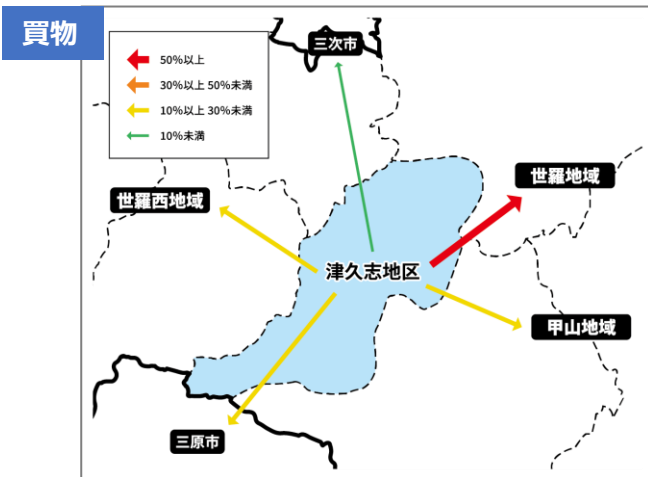 買物
50%以上
30%以上 50%未満
10%以上 30%未満
10%未満
三次市
世羅西地域
世羅地域
津久志地区
甲山地域
三原市